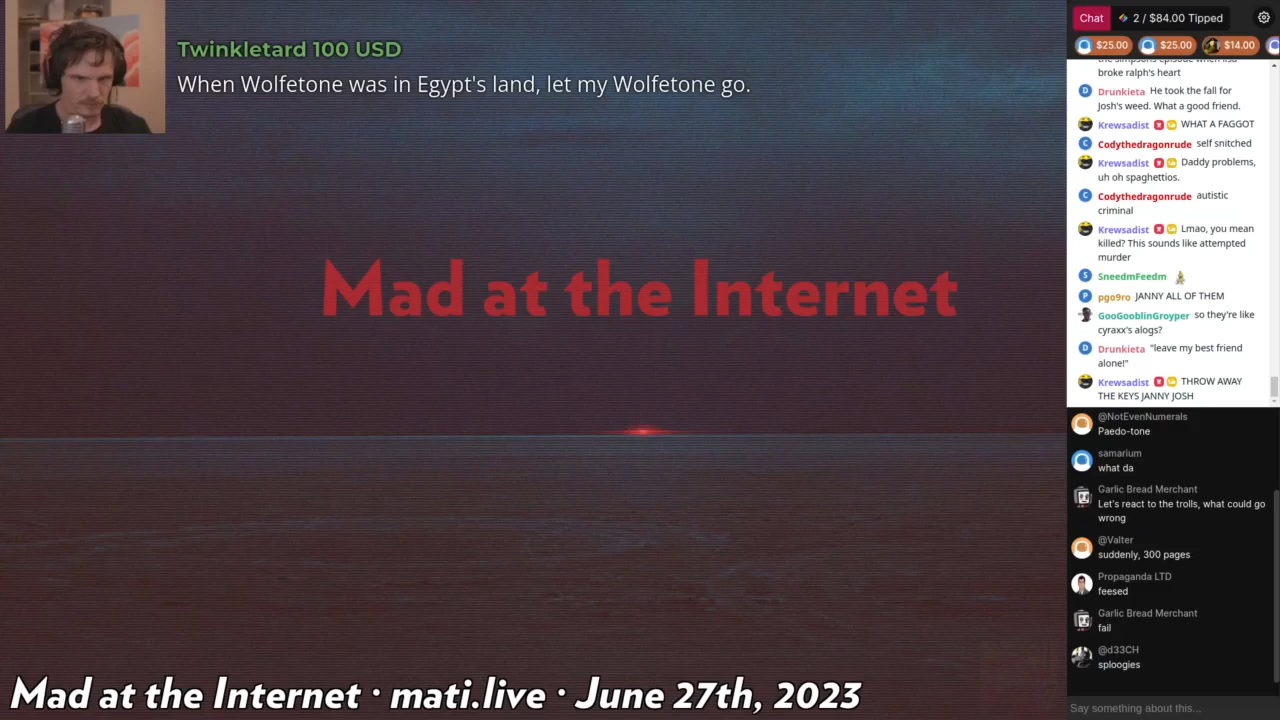 Twinkletard 100 USD
When Wolfetone was in Egypt's land, let my Wolfetone go.
Mad at the Internet
Mad at the Internet · mati.live · June 27th, 2023
Chat
2 / $84.00 Tipped
$25.00
$25.00
$14.00
broke ralph's heart
Drunkieta He took the fall for
Josh's weed. What a good friend.
Krewsadist WHAT A FAGGOT
Codythedragonrude self snitched
Krewsadist Daddy problems,
uh oh spaghettios.
Codythedragonrude autistic
criminal
Krewsadist Lmao, you mean
killed? This sounds like attempted
murder
SneedmFeedm
pgo9ro JANNY ALL OF THEM
GooGooblinGroyper so they're like
cyraxx's alogs?
Drunkieta "leave my best friend
alone!"
Krewsadist THROW AWAY
THE KEYS JANNY JOSH
@NotEvenNumerals
Paedo-tone
samarium
what da
Garlic Bread Merchant
Let's react to the trolls, what could go
wrong
@Valter
suddenly, 300 pages
Propaganda LTD
feesed
Garlic Bread Merchant
fail
@d33CH
sploogies
Say something about this...